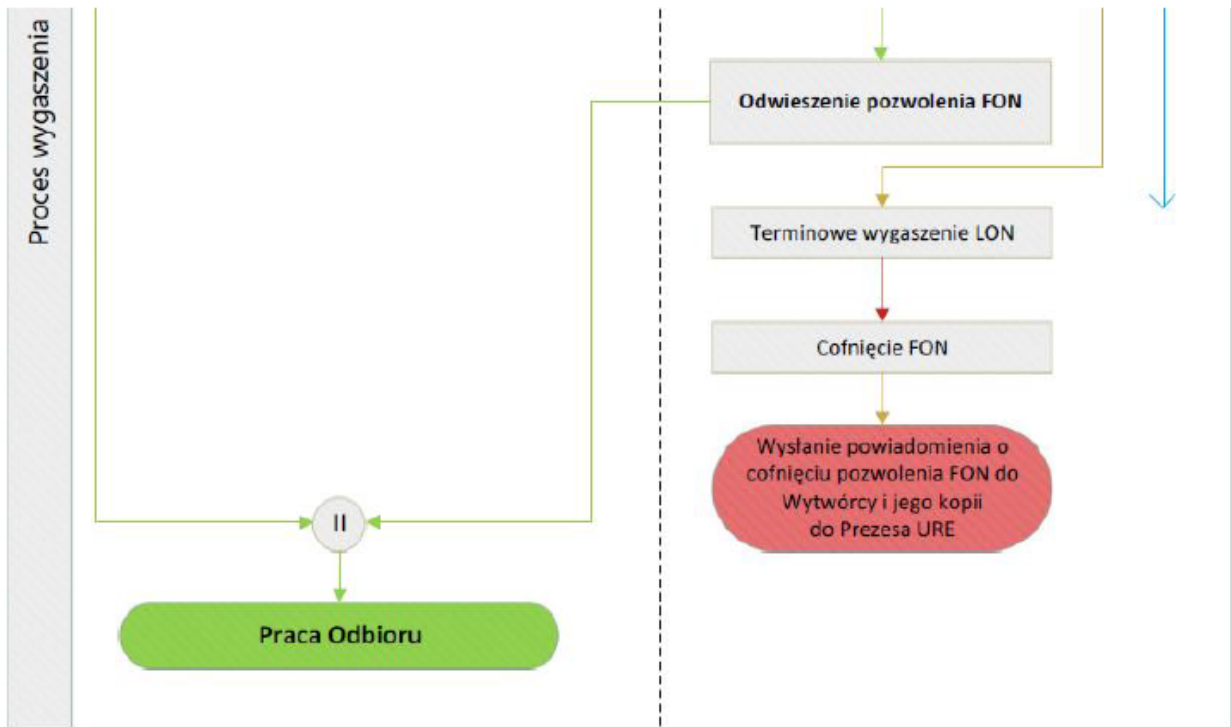 Proces wygaszenia
Odwieszenie pozwolenia FON
Terminowe wygaszenie LON
Cofnięcie FON
Wysłanie powiadomienia o
cofnięciu pozwolenia FON do
Wytwórcy i jego kopii
do Prezesa URE
II
Praca Odbioru